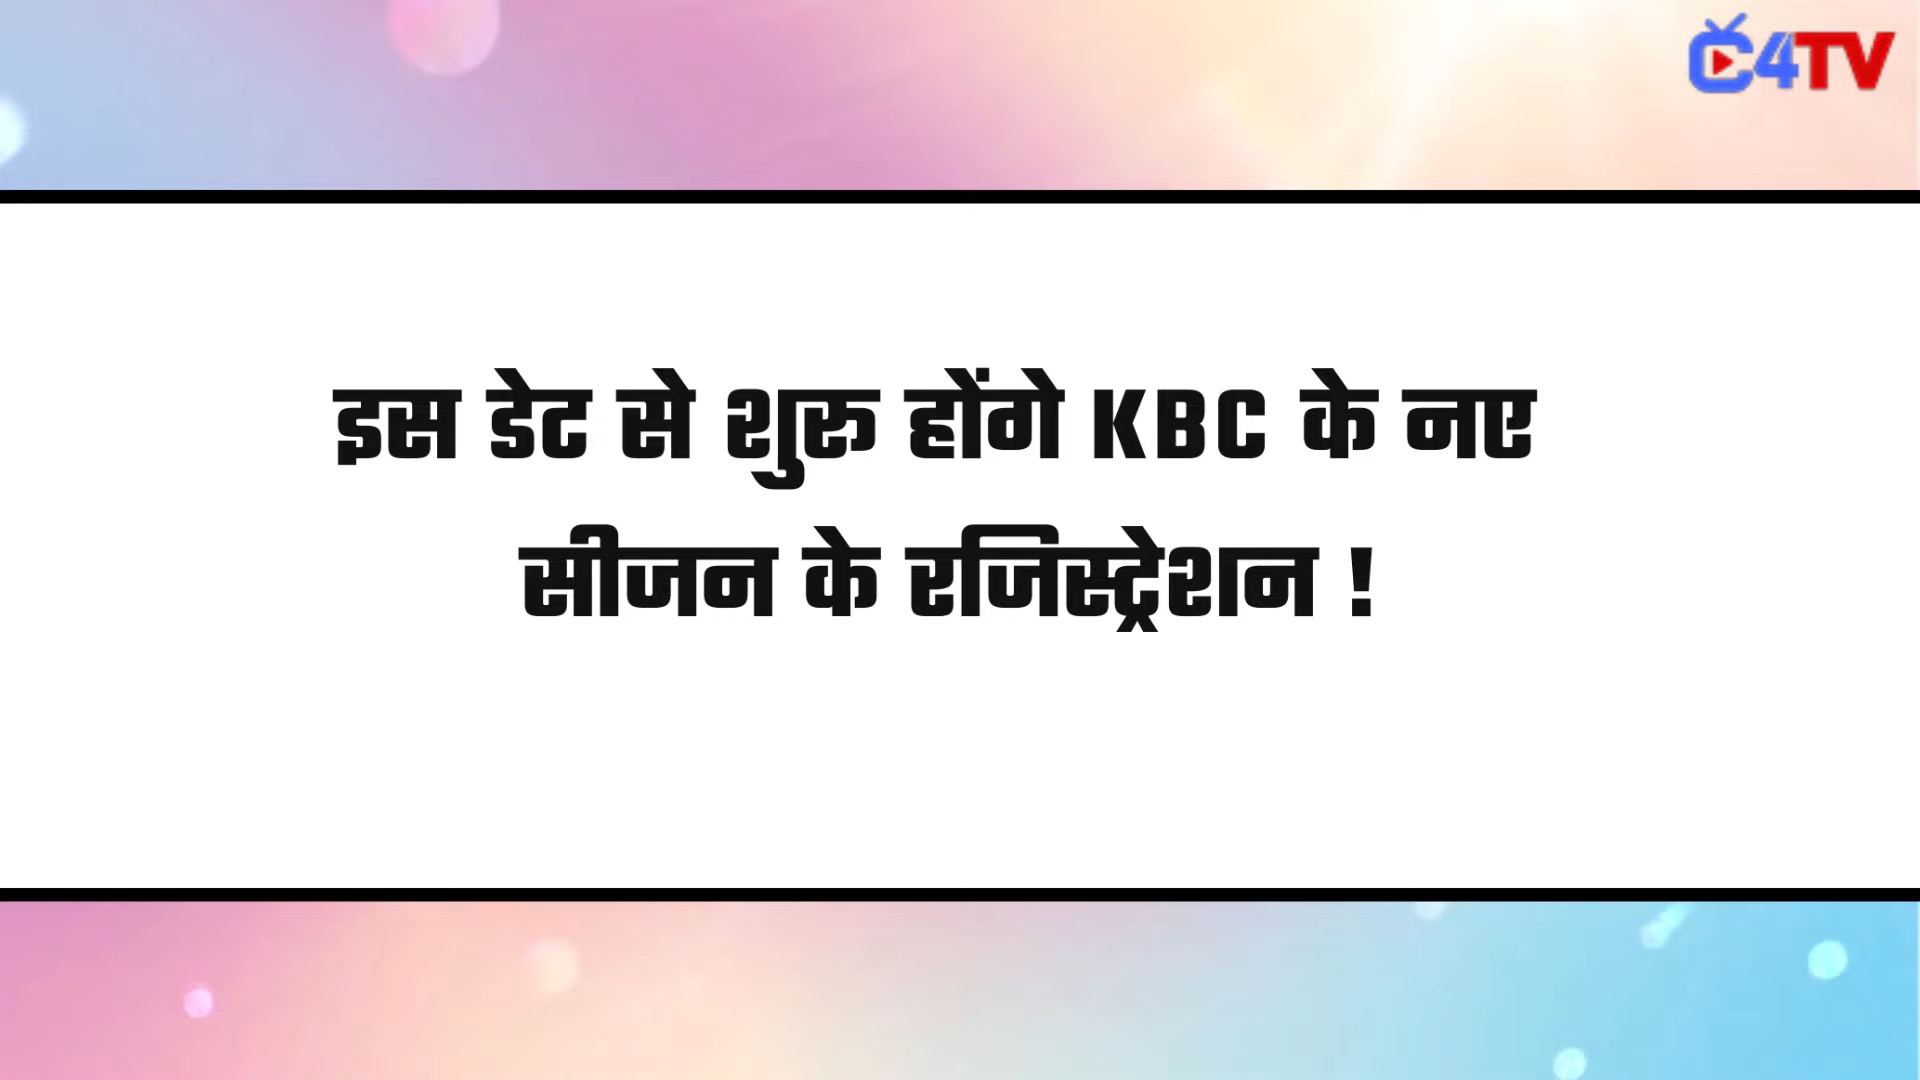 C4TV
इस डेट से शुरू होंगे KBC के नए
सीजन के रजिस्ट्रेशन !